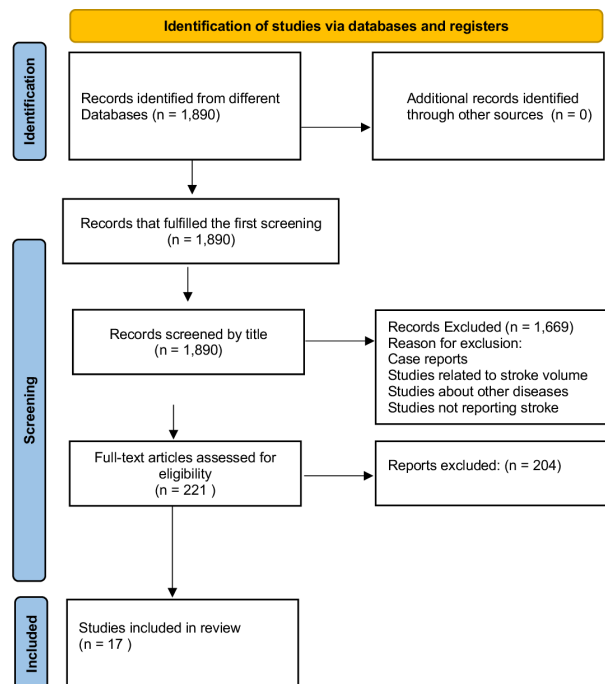 Identification of studies via databases and registers
Identification
Records identified from different
Databases (n = 1,890)
Additional records identified
through other sources (n = 0)
Records that fulfilled the first screening
(n = 1,890)
Screening
Records screened by title
(n = 1,890)
Records Excluded (n = 1,669)
Reason for exclusion:
Case reports
Studies related to stroke volume
Studies about other diseases
Studies not reporting stroke
Full-text articles assessed for
eligibility
(n = 221 )
Reports excluded: (n = 204)
Included
Studies included in review
(n = 17 )